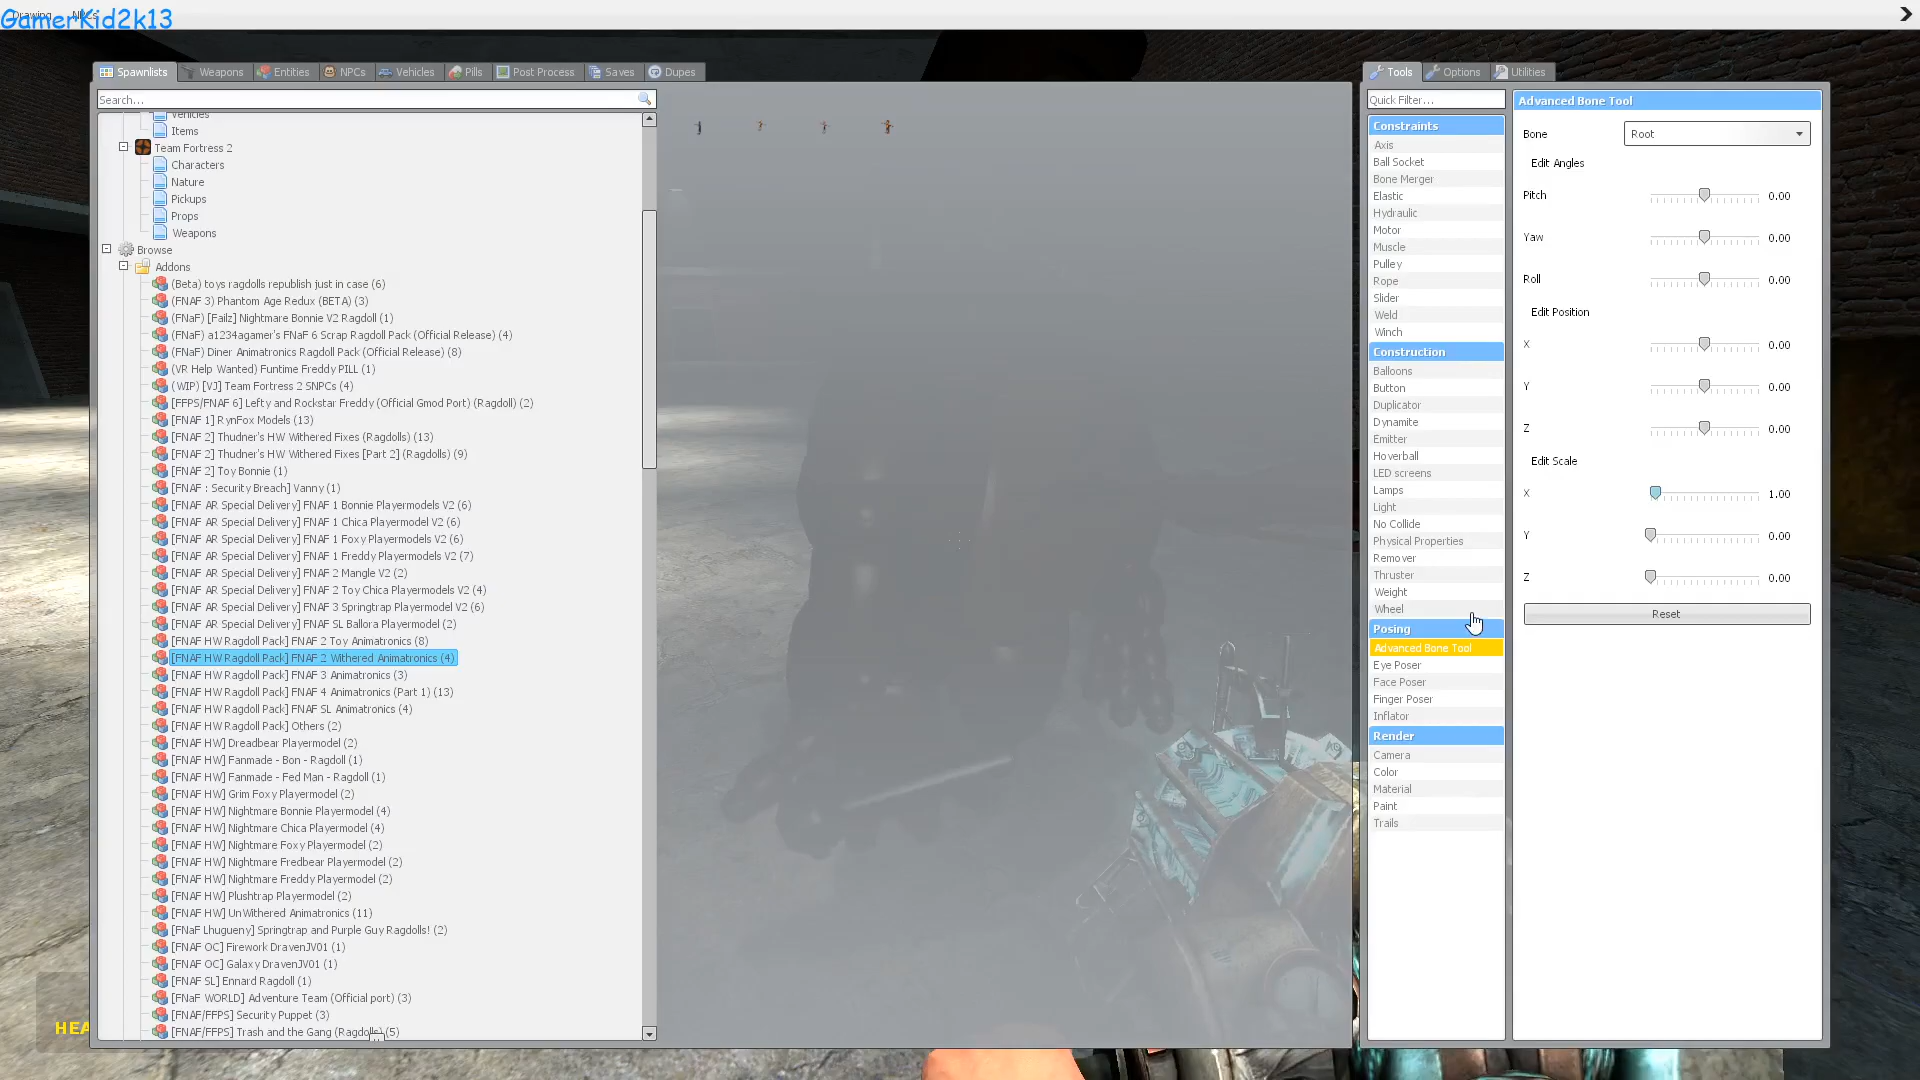 GamerKid2k13
Spawnlists
Weapons
Entities
NPCs
Vehicles
Pills
Post Process
Saves
Dupes
Search...
Vehicles
Items
Team Fortress 2
Characters
Nature
Pickups
Props
Weapons
Browse
Addons
(Beta) toys ragdolls republish just in case (6)
(FNAF 3) Phantom Age Redux (BETA) (3)
(FNaF) [Failz] Nightmare Bonnie V2 Ragdoll (1)
(FNaF) a1234agamer's FNaF 6 Scrap Ragdoll Pack (Official Release) (4)
(FNaF) Diner Animatronics Ragdoll Pack (Official Release) (8)
(VR Help Wanted) Funtime Freddy PILL (1)
(WIP) [VJ] Team Fortress 2 SNPCs (4)
[FFPS/FNAF 6] Lefty and Rockstar Freddy (Official Gmod Port) (Ragdoll) (2)
[FNAF 1] RynFox Models (13)
[FNAF 2] Thudner's HW Withered Fixes (Ragdolls) (13)
[FNAF 2] Thudner's HW Withered Fixes [Part 2] (Ragdolls) (9)
[FNAF 2] Toy Bonnie (1)
[FNAF : Security Breach] Vanny (1)
[FNAF AR Special Delivery] FNAF 1 Bonnie Playermodels V2 (6)
[FNAF AR Special Delivery] FNAF 1 Chica Playermodel V2 (6)
[FNAF AR Special Delivery] FNAF 1 Foxy Playermodels V2 (6)
[FNAF AR Special Delivery] FNAF 1 Freddy Playermodels V2 (7)
[FNAF AR Special Delivery] FNAF 2 Mangle V2 (2)
[FNAF AR Special Delivery] FNAF 2 Toy Chica Playermodels V2 (4)
[FNAF AR Special Delivery] FNAF 3 Springtrap Playermodel V2 (6)
[FNAF AR Special Delivery] FNAF SL Ballora Playermodel (2)
[FNAF HW Ragdoll Pack] FNAF 2 Toy Animatronics (8)
[FNAF HW Ragdoll Pack] FNAF 2 Withered Animatronics (4)
[FNAF HW Ragdoll Pack] FNAF 3 Animatronics (3)
[FNAF HW Ragdoll Pack] FNAF 4 Animatronics (Part 1) (13)
[FNAF HW Ragdoll Pack] FNAF SL Animatronics (4)
[FNAF HW Ragdoll Pack] Others (2)
[FNAF HW] Dreadbear Playermodel (2)
[FNAF HW] Fanmade - Bon - Ragdoll (1)
[FNAF HW] Fanmade - Fed Man - Ragdoll (1)
[FNAF HW] Grim Foxy Playermodel (2)
[FNAF HW] Nightmare Bonnie Playermodel (4)
[FNAF HW] Nightmare Chica Playermodel (4)
[FNAF HW] Nightmare Foxy Playermodel (2)
[FNAF HW] Nightmare Fredbear Playermodel (2)
[FNAF HW] Nightmare Freddy Playermodel (2)
[FNAF HW] Plushtrap Playermodel (2)
[FNAF HW] UnWithered Animatronics (11)
[FNaF Lhugueny] Springtrap and Purple Guy Ragdolls! (2)
[FNAF OC] Firework DravenJV01 (1)
[FNAF OC] Galaxy DravenJV01 (1)
[FNAF SL] Ennard Ragdoll (1)
[FNaF WORLD] Adventure Team (Official port) (3)
[FNAF/FFPS] Security Puppet (3)
[FNAF/FFPS] Trash and the Gang (Ragdolls) (5)
HEA
Tools
Options
Utilities
Quick Filter...
Constraints
Axis
Ball Socket
Bone Merger
Elastic
Hydraulic
Motor
Muscle
Pulley
Rope
Slider
Weld
Winch
Construction
Balloons
Button
Duplicator
Dynamite
Emitter
Hoverball
LED screens
Lamps
Light
No Collide
Physical Properties
Remover
Thruster
Weight
Wheel
Posing
Advanced Bone Tool
Eye Poser
Face Poser
Finger Poser
Inflator
Render
Camera
Color
Material
Paint
Trails
Advanced Bone Tool
Bone Root
Edit Angles
Pitch 0.00
Yaw 0.00
Roll 0.00
Edit Position
X 0.00
Y 0.00
Z 0.00
Edit Scale
X 1.00
Y 0.00
Z 0.00
Reset